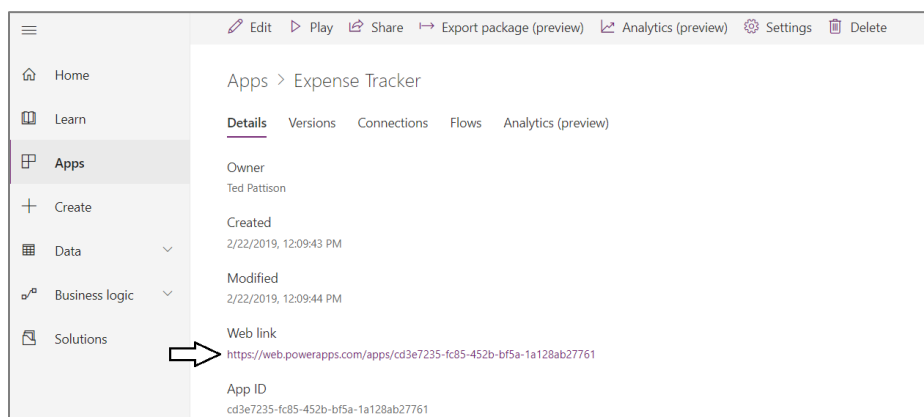 Edit Play Share Export package (preview) Analytics (preview) Settings Delete
Home
Learn
Apps
Create
Data
Business logic
Solutions
Apps > Expense Tracker
Details Versions Connections Flows Analytics (preview)
Owner
Ted Pattison
Created
2/22/2019, 12:09:43 PM
Modified
2/22/2019, 12:09:44 PM
Web link
https://web.powerapps.com/apps/cd3e7235-fc85-452b-bf5a-1a128ab27761
App ID
cd3e7235-fc85-452b-bf5a-1a128ab27761